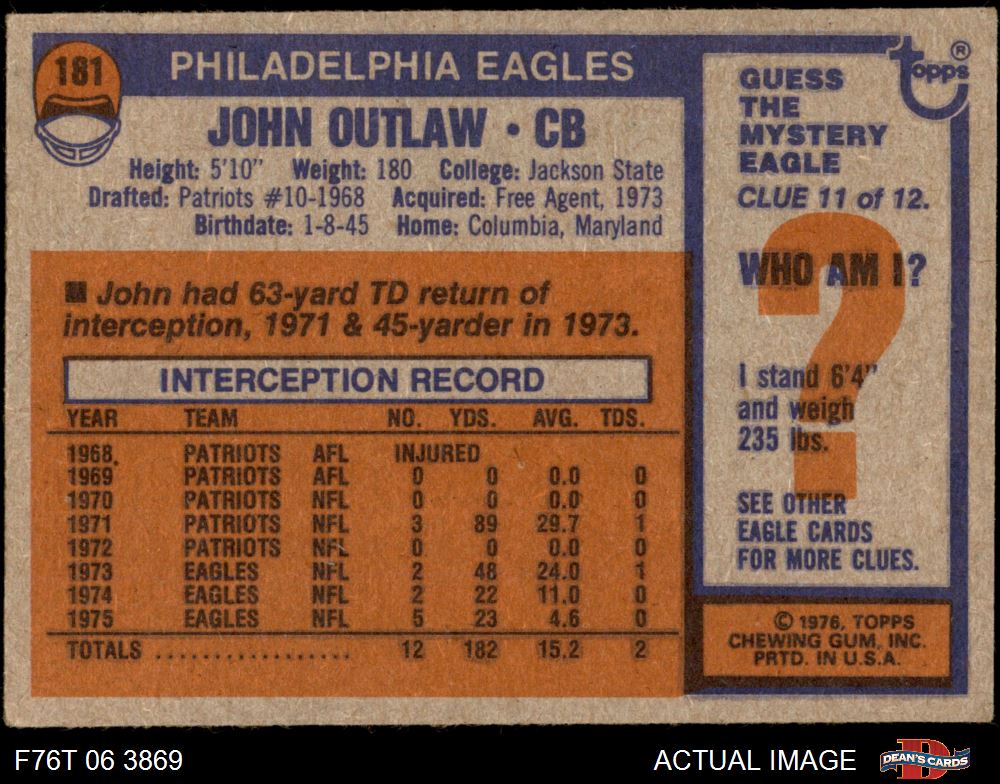 181
PHILADELPHIA EAGLES
JOHN OUTLAW • CB
Height: 5'10" Weight: 180 College: Jackson State
Drafted: Patriots #10-1968 Acquired: Free Agent, 1973
Birthdate: 1-8-45 Home: Columbia, Maryland
■ John had 63-yard TD return of
interception, 1971 & 45-yarder in 1973.
INTERCEPTION RECORD
YEAR TEAM NO. YDS. AVG. TDS.
1968. PATRIOTS AFL INJURED
1969 PATRIOTS AFL 0 0 0.0 0
1970 PATRIOTS NFL 0 0 0.0 0
1971 PATRIOTS NFL 3 89 29.7 1
1972 PATRIOTS NFL 0 0 0.0 0
1973 EAGLES NFL 2 48 24.0 1
1974 EAGLES NFL 2 22 11.0 0
1975 EAGLES NFL 5 23 4.6 0
TOTALS .................. 12 182 15.2 2
topps®
GUESS
THE
MYSTERY
EAGLE
CLUE 11 of 12.
WHO AM I?
?
I stand 6'4"
and weigh
235 lbs.
SEE OTHER
EAGLE CARDS
FOR MORE CLUES.
© 1976, TOPPS
CHEWING GUM, INC.
PRTD. IN U.S.A.
F76T 06 3869
ACTUAL IMAGE
D
DEAN'S CARDS